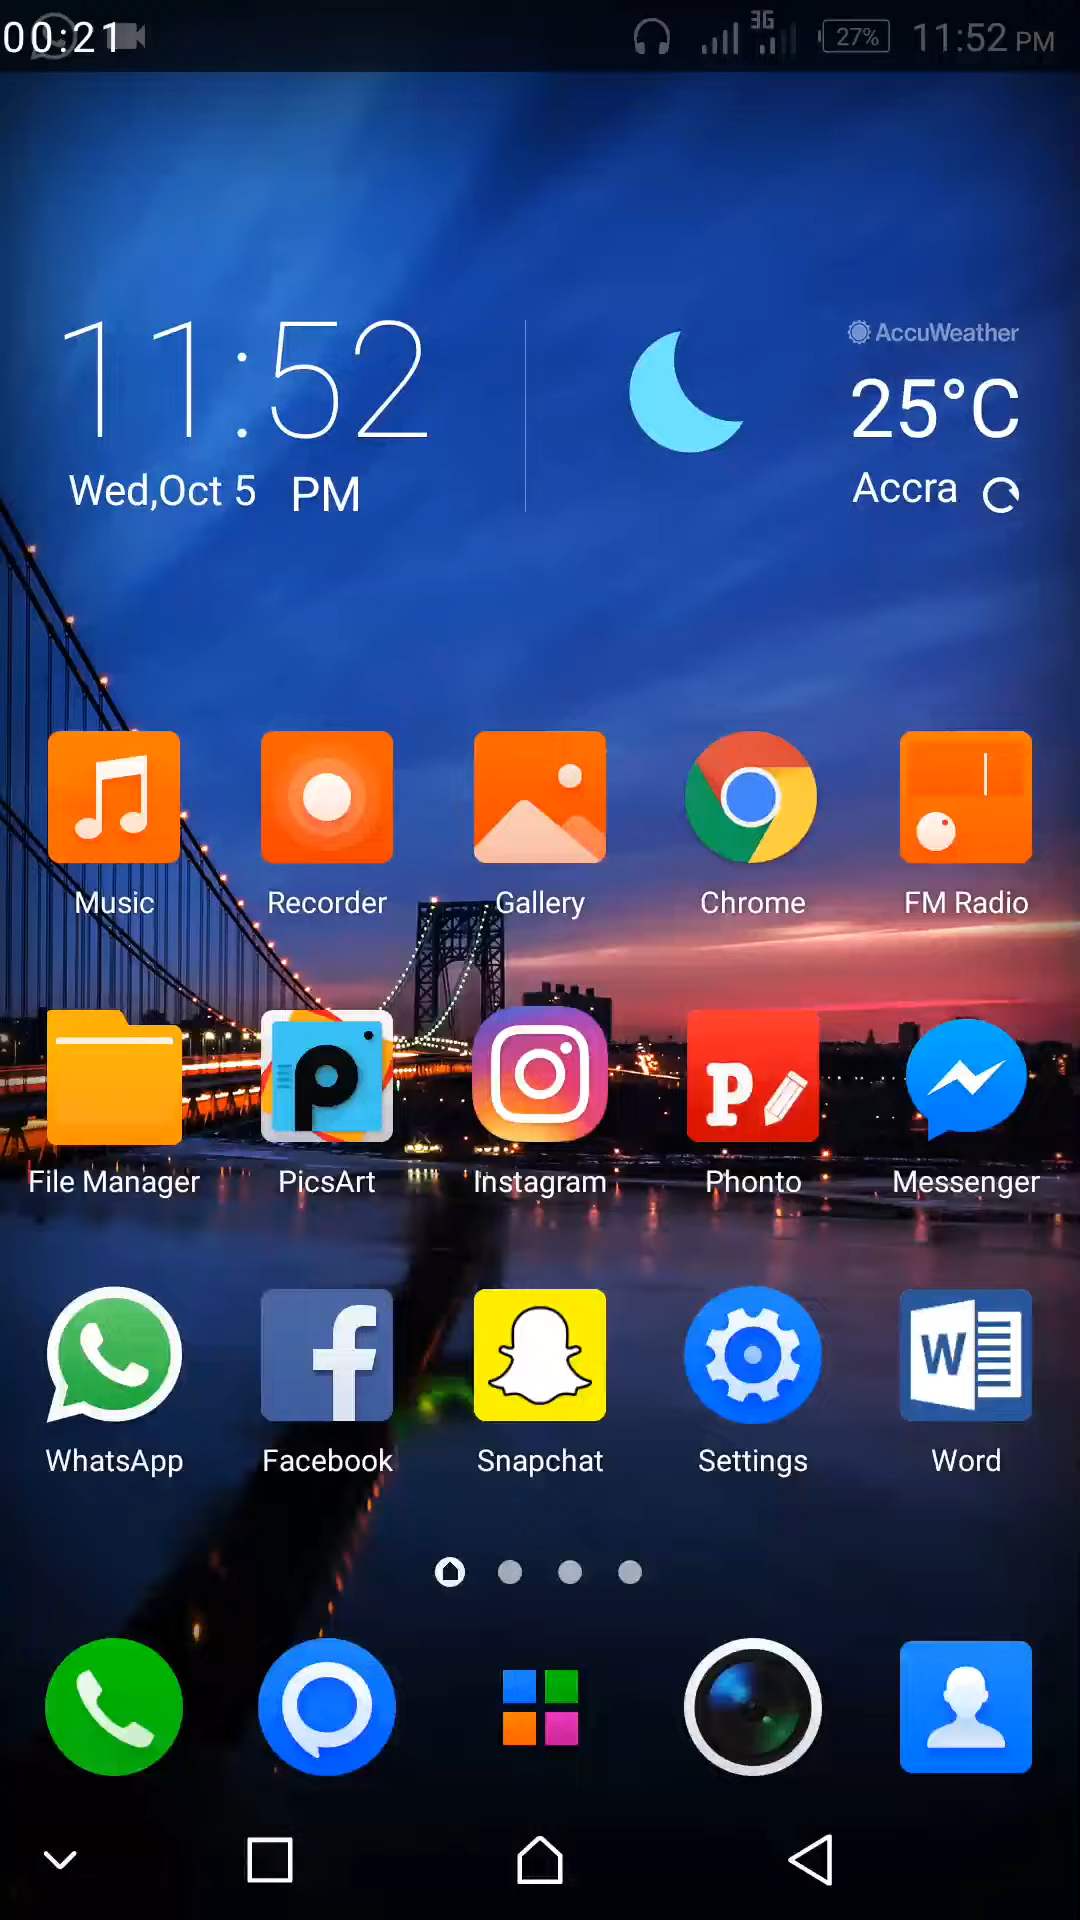 00:21
3G
27%
11:52 PM
11:52
Wed,Oct 5 PM
AccuWeather
25°C
Accra
Music
Recorder
Gallery
Chrome
FM Radio
File Manager
PicsArt
Instagram
Phonto
Messenger
WhatsApp
Facebook
Snapchat
Settings
Word